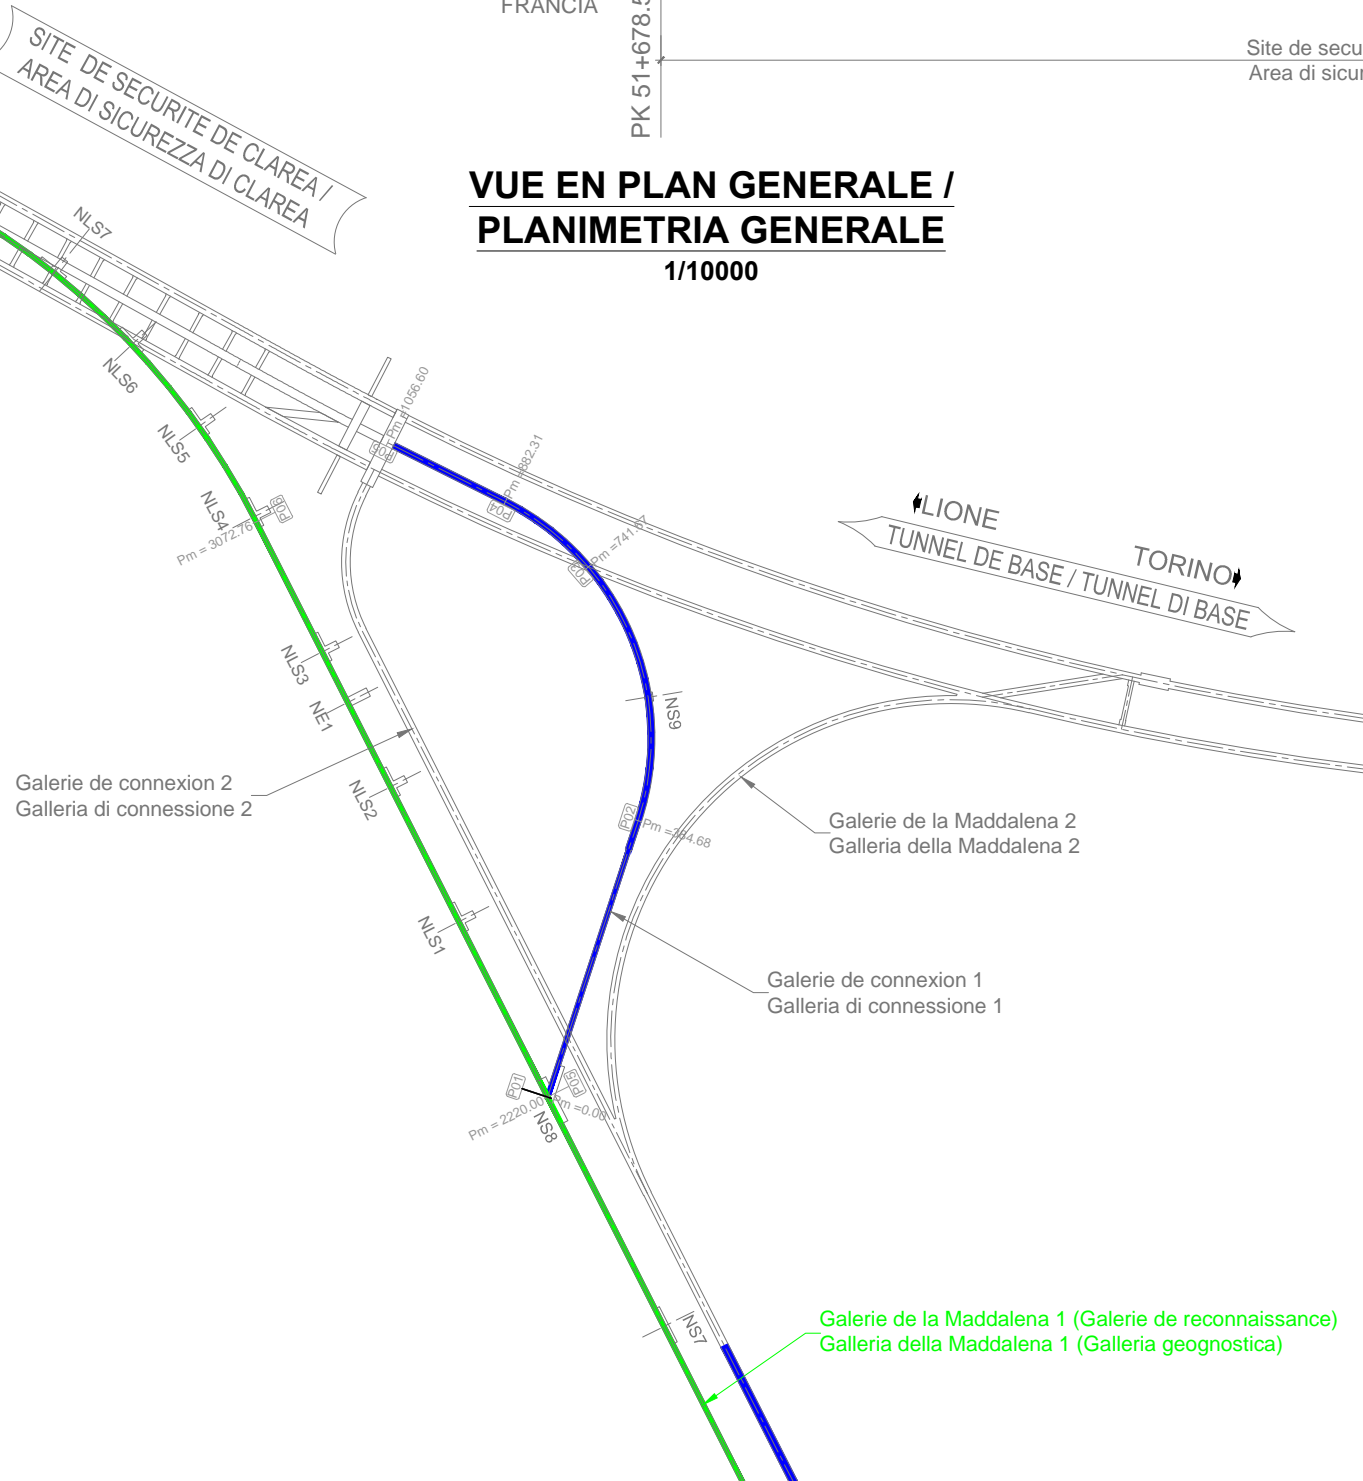 FRANCIA
PK 51+678.5
Site de secu
Area di sicur
SITE DE SECURITE DE CLAREA /
AREA DI SICUREZZA DI CLAREA
VUE EN PLAN GENERALE /
PLANIMETRIA GENERALE
1/10000
NLS7
NLS6
NLS5
NLS4
P06
Pm = 3072.76
P06
Pm =1056.60
P04
Pm =882.31
P03
Pm =741.67
LIONE
TORINO
TUNNEL DE BASE / TUNNEL DI BASE
NLS3
NE1
NLS2
NLS1
NS9
Galerie de connexion 2
Galleria di connessione 2
P02
Pm =384.68
Galerie de la Maddalena 2
Galleria della Maddalena 2
Galerie de connexion 1
Galleria di connessione 1
P01
P05
Pm = 2220.00
Pm =0.00
NS8
NS7
Galerie de la Maddalena 1 (Galerie de reconnaissance)
Galleria della Maddalena 1 (Galleria geognostica)